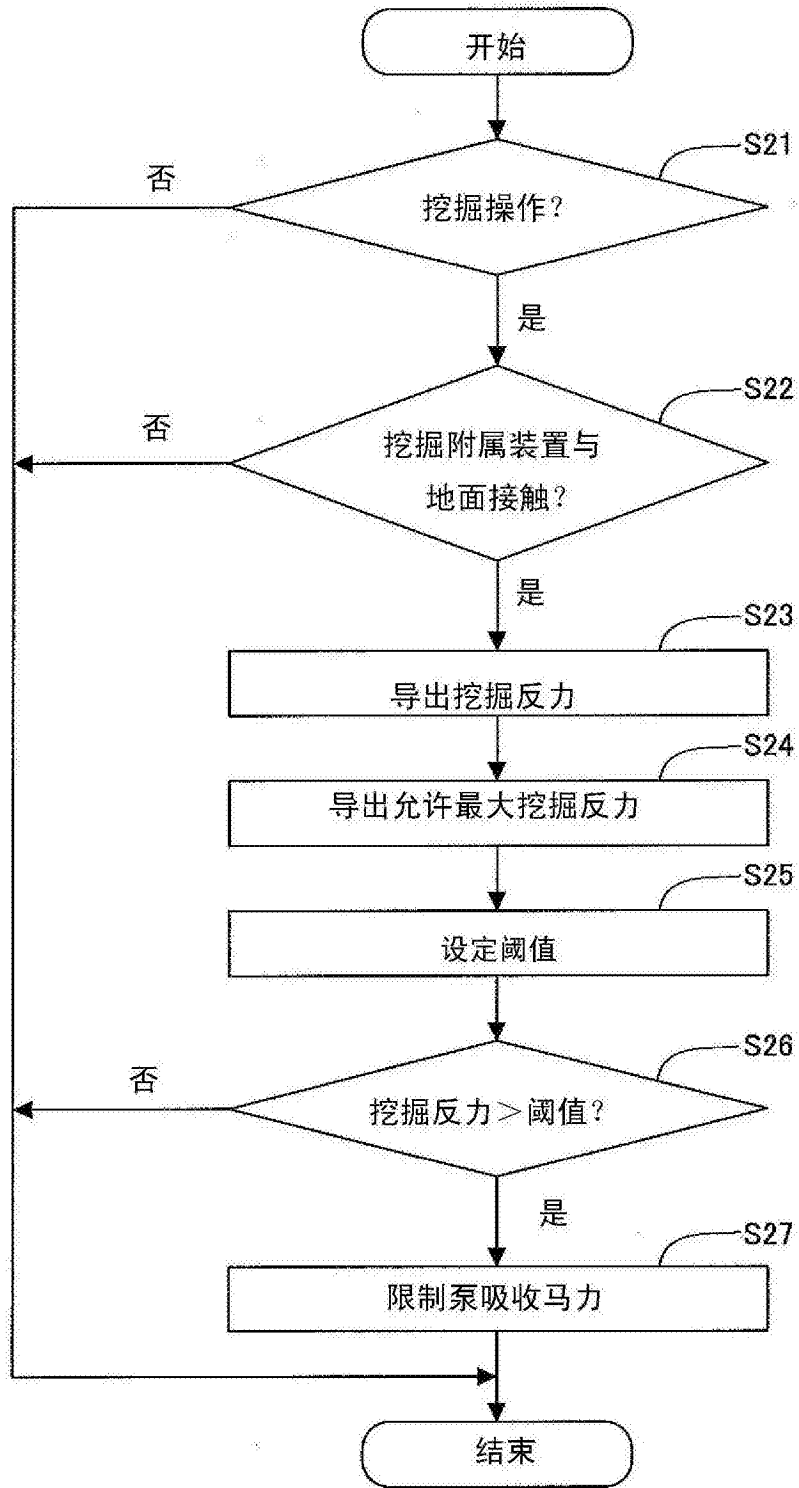 开始
S21
否
挖掘操作？
是
S22
否
挖掘附属装置与
地面接触？
是
S23
导出挖掘反力
S24
导出允许最大挖掘反力
S25
设定阈值
S26
否
挖掘反力＞阈值？
是
S27
限制泵吸收马力
结束